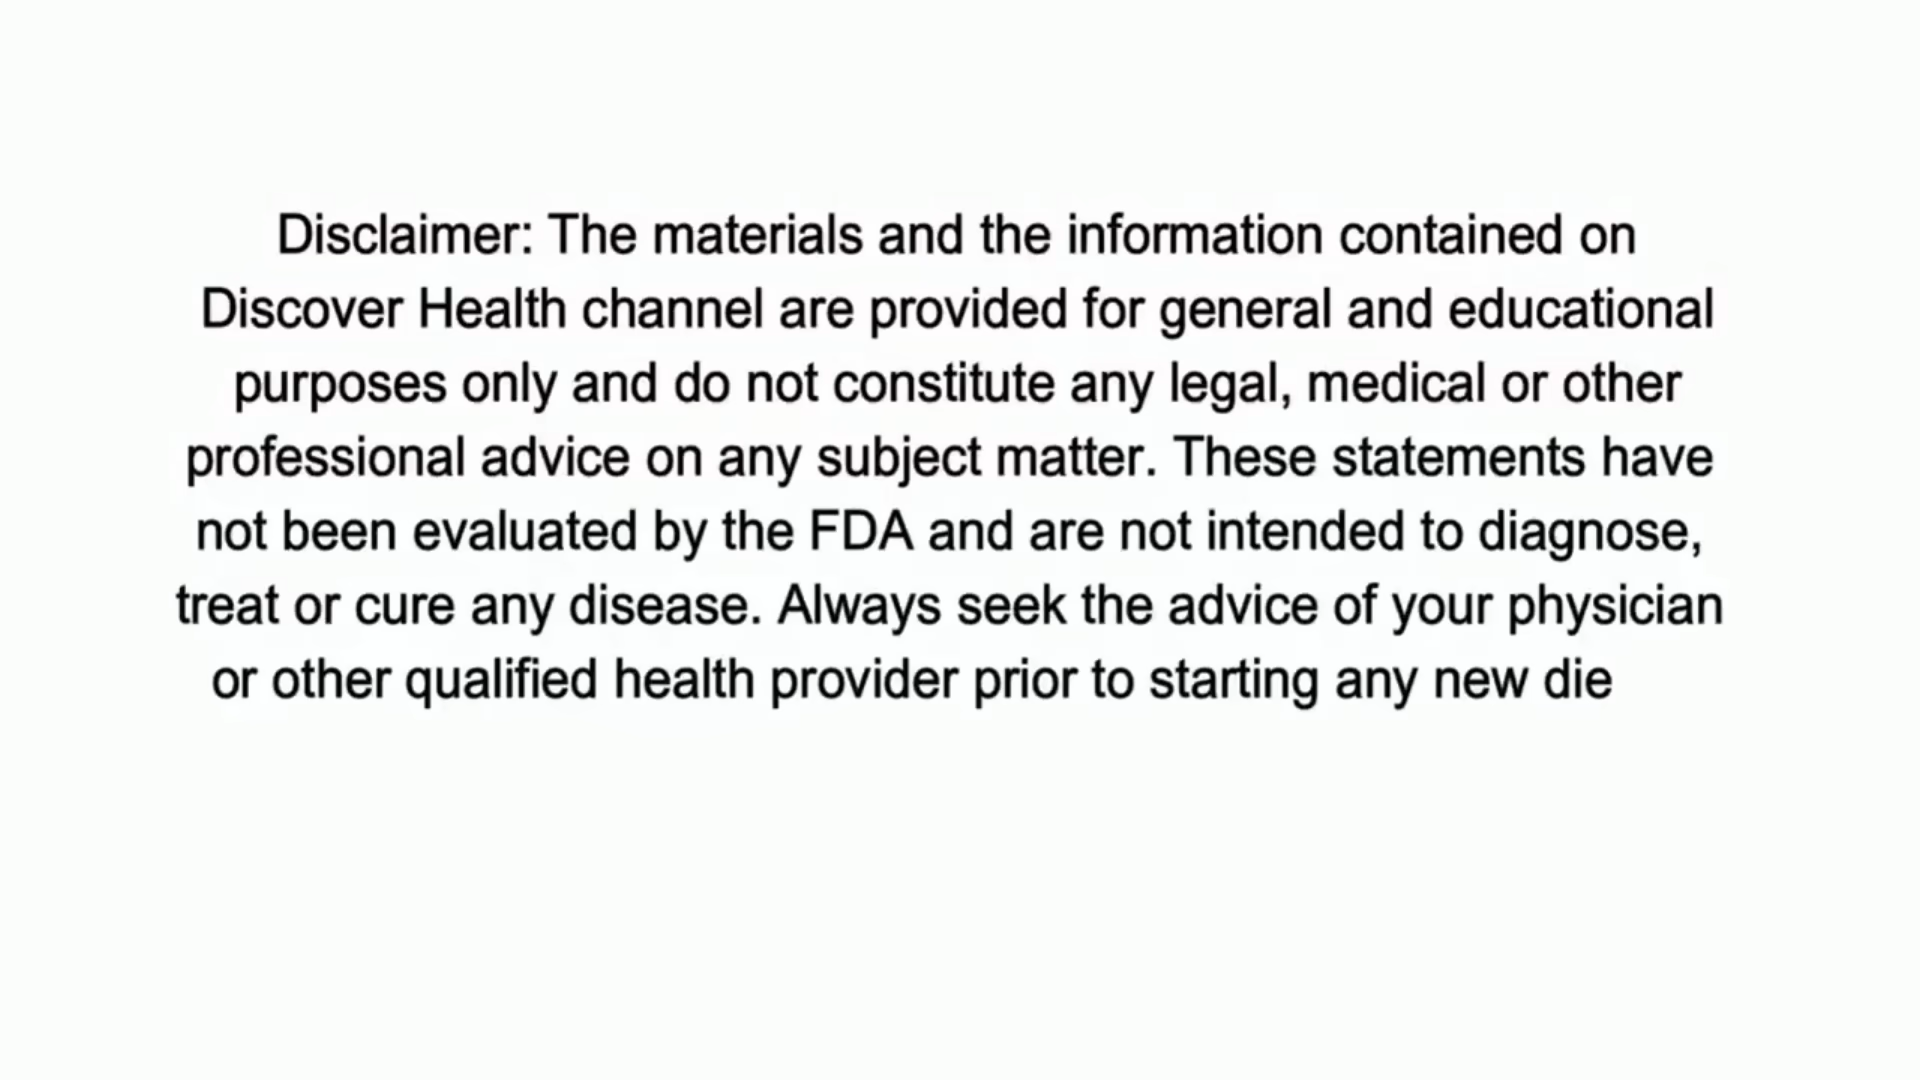 Disclaimer: The materials and the information contained on
Discover Health channel are provided for general and educational
purposes only and do not constitute any legal, medical or other
professional advice on any subject matter. These statements have
not been evaluated by the FDA and are not intended to diagnose,
treat or cure any disease. Always seek the advice of your physician
or other qualified health provider prior to starting any new die